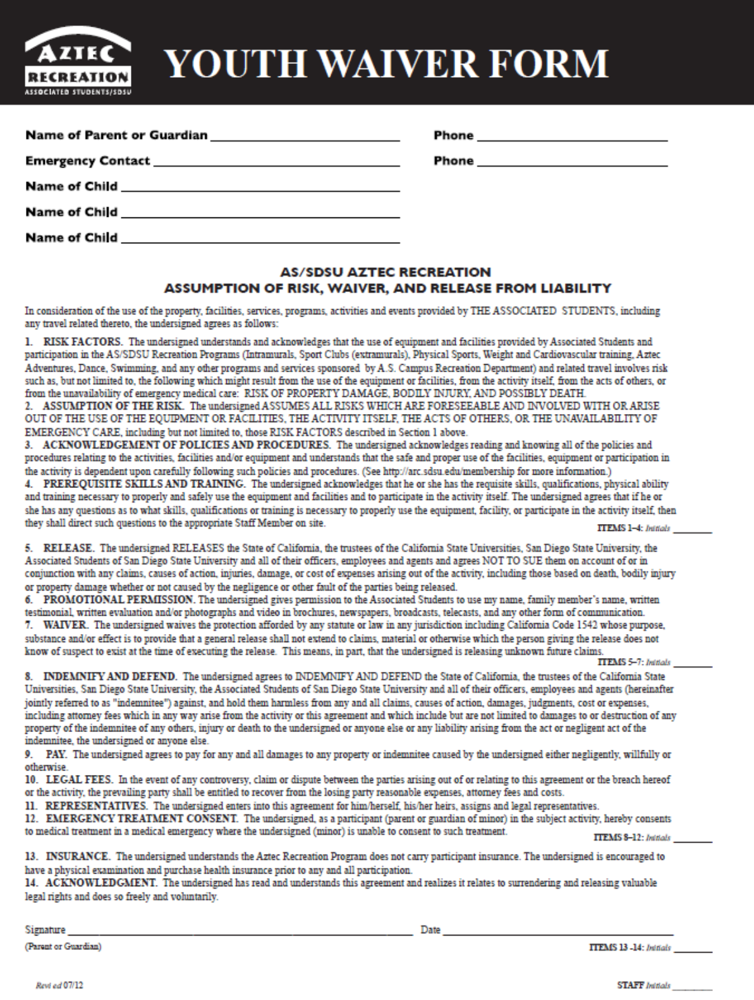 AZTEC
RECREATION
ASSOCIATED STUDENTS/SDSU
YOUTH WAIVER FORM
Name of Parent or Guardian Phone
Emergency Contact Phone
Name of Child
Name of Child
Name of Child
AS/SDSU AZTEC RECREATION
ASSUMPTION OF RISK, WAIVER, AND RELEASE FROM LIABILITY
In consideration of the use of the property, facilities, services, programs, activities and events provided by THE ASSOCIATED STUDENTS, including
any travel related thereto, the undersigned agrees as follows:
1. RISK FACTORS. The undersigned understands and acknowledges that the use of equipment and facilities provided by Associated Students and
participation in the AS/SDSU Recreation Programs (Intramurals, Sport Clubs (extramurals), Physical Sports, Weight and Cardiovascular training, Aztec
Adventures, Dance, Swimming, and any other programs and services sponsored by A.S. Campus Recreation Department) and related travel involves risk
such as, but not limited to, the following which might result from the use of the equipment or facilities, from the activity itself, from the acts of others, or
from the unavailability of emergency medical care: RISK OF PROPERTY DAMAGE, BODILY INJURY, AND POSSIBLY DEATH.
2. ASSUMPTION OF THE RISK. The undersigned ASSUMES ALL RISKS WHICH ARE FORESEEABLE AND INVOLVED WITH OR ARISE
OUT OF THE USE OF THE EQUIPMENT OR FACILITIES, THE ACTIVITY ITSELF, THE ACTS OF OTHERS, OR THE UNAVAILABILITY OF
EMERGENCY CARE, including but not limited to, those RISK FACTORS described in Section 1 above.
3. ACKNOWLEDGEMENT OF POLICIES AND PROCEDURES. The undersigned acknowledges reading and knowing all of the policies and
procedures relating to the activities, facilities and/or equipment and understands that the safe and proper use of the facilities, equipment or participation in
the activity is dependent upon carefully following such policies and procedures. (See http://arc.sdsu.edu/membership for more information.)
4. PREREQUISITE SKILLS AND TRAINING. The undersigned acknowledges that he or she has the requisite skills, qualifications, physical ability
and training necessary to properly and safely use the equipment and facilities and to participate in the activity itself. The undersigned agrees that if he or
she has any questions as to what skills, qualifications or training is necessary to properly use the equipment, facility, or participate in the activity itself, then
they shall direct such questions to the appropriate Staff Member on site.
ITEMS 1–4: Initials
5. RELEASE. The undersigned RELEASES the State of California, the trustees of the California State Universities, San Diego State University, the
Associated Students of San Diego State University and all of their officers, employees and agents and agrees NOT TO SUE them on account of or in
conjunction with any claims, causes of action, injuries, damage, or cost of expenses arising out of the activity, including those based on death, bodily injury
or property damage whether or not caused by the negligence or other fault of the parties being released.
6. PROMOTIONAL PERMISSION. The undersigned gives permission to the Associated Students to use my name, family member's name, written
testimonial, written evaluation and/or photographs and video in brochures, newspapers, broadcasts, telecasts, and any other form of communication.
7. WAIVER. The undersigned waives the protection afforded by any statute or law in any jurisdiction including California Code 1542 whose purpose,
substance and/or effect is to provide that a general release shall not extend to claims, material or otherwise which the person giving the release does not
know of suspect to exist at the time of executing the release. This means, in part, that the undersigned is releasing unknown future claims.
ITEMS 5–7: Initials
8. INDEMNIFY AND DEFEND. The undersigned agrees to INDEMNIFY AND DEFEND the State of California, the trustees of the California State
Universities, San Diego State University, the Associated Students of San Diego State University and all of their officers, employees and agents (hereinafter
jointly referred to as "indemnitee") against, and hold them harmless from any and all claims, causes of action, damages, judgments, cost or expenses,
including attorney fees which in any way arise from the activity or this agreement and which include but are not limited to damages to or destruction of any
property of the indemnitee of any others, injury or death to the undersigned or anyone else or any liability arising from the act or negligent act of the
indemnitee, the undersigned or anyone else.
9. PAY. The undersigned agrees to pay for any and all damages to any property or indemnitee caused by the undersigned either negligently, willfully or
otherwise.
10. LEGAL FEES. In the event of any controversy, claim or dispute between the parties arising out of or relating to this agreement or the breach hereof
or the activity, the prevailing party shall be entitled to recover from the losing party reasonable expenses, attorney fees and costs.
11. REPRESENTATIVES. The undersigned enters into this agreement for him/herself, his/her heirs, assigns and legal representatives.
12. EMERGENCY TREATMENT CONSENT. The undersigned, as a participant (parent or guardian of minor) in the subject activity, hereby consents
to medical treatment in a medical emergency where the undersigned (minor) is unable to consent to such treatment.
ITEMS 8–12: Initials
13. INSURANCE. The undersigned understands the Aztec Recreation Program does not carry participant insurance. The undersigned is encouraged to
have a physical examination and purchase health insurance prior to any and all participation.
14. ACKNOWLEDGMENT. The undersigned has read and understands this agreement and realizes it relates to surrendering and releasing valuable
legal rights and does so freely and voluntarily.
Signature Date
(Parent or Guardian) ITEMS 13 -14: Initials
Revi ed 07/12 STAFF Initials